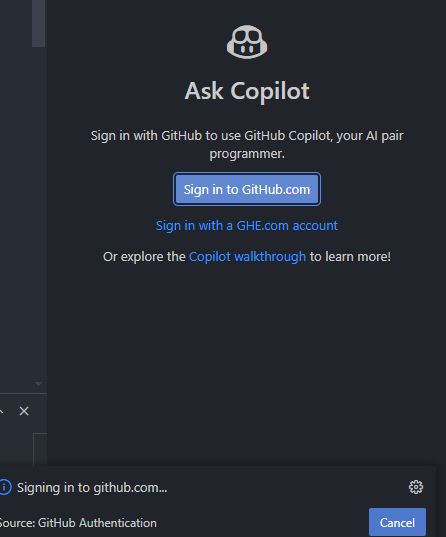 Ask Copilot
Sign in with GitHub to use GitHub Copilot, your AI pair
programmer.
Sign in to GitHub.com
Sign in with a GHE.com account
Or explore the Copilot walkthrough to learn more!
Signing in to github.com...
Source: GitHub Authentication
Cancel